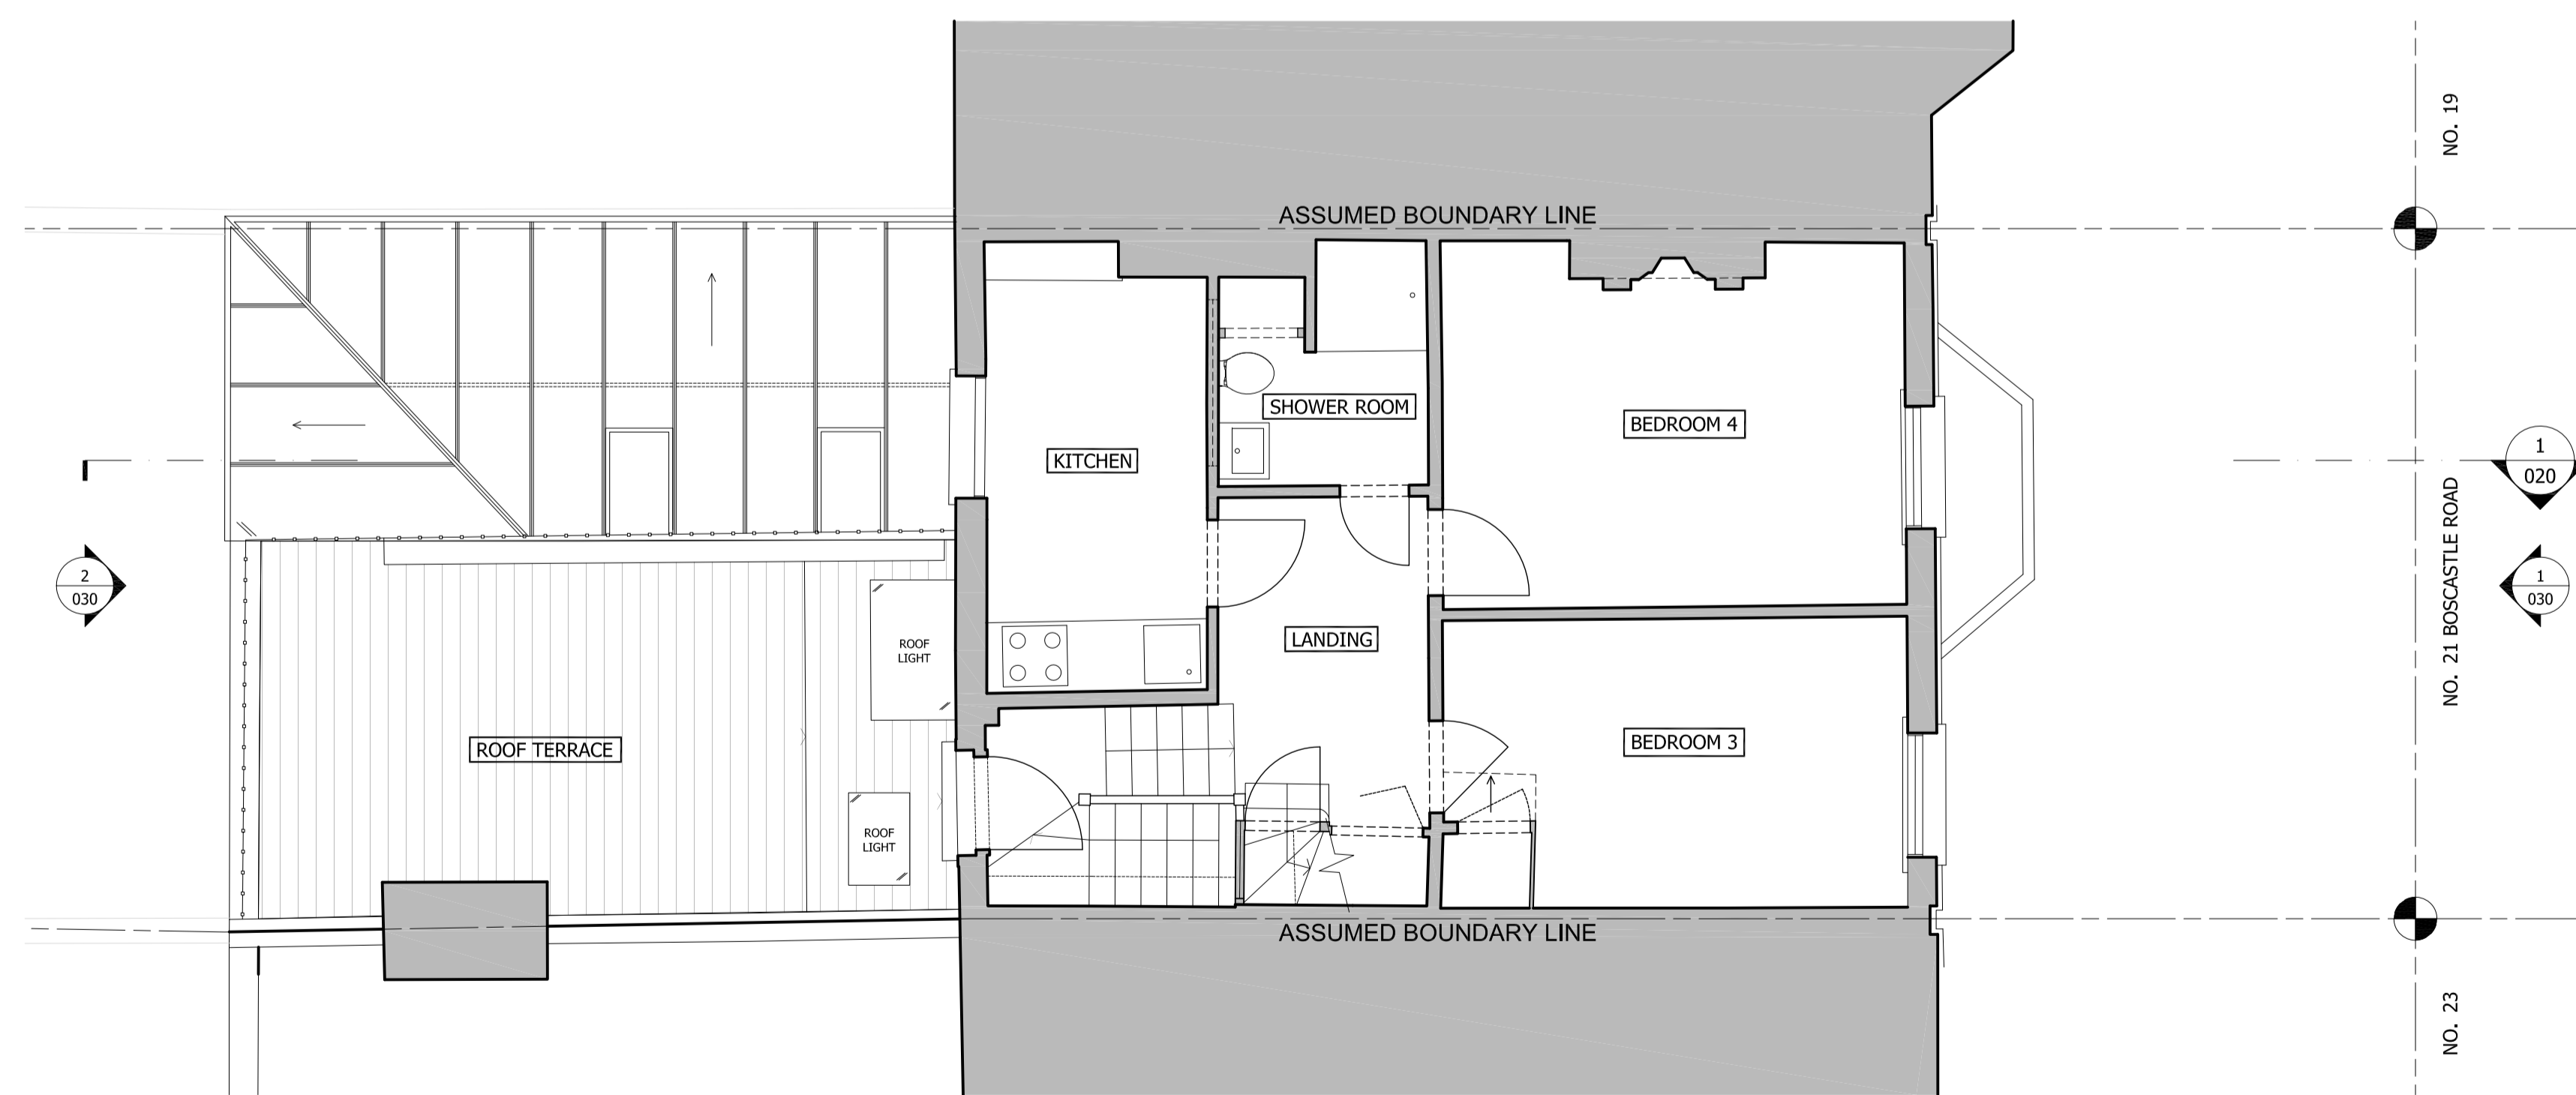 NO. 19
ASSUMED BOUNDARY LINE
SHOWER ROOM
BEDROOM 4
KITCHEN
1
020
NO. 21 BOSCASTLE ROAD
2
030
1
030
LANDING
ROOF
LIGHT
ROOF TERRACE
BEDROOM 3
ROOF
LIGHT
ASSUMED BOUNDARY LINE
NO. 23